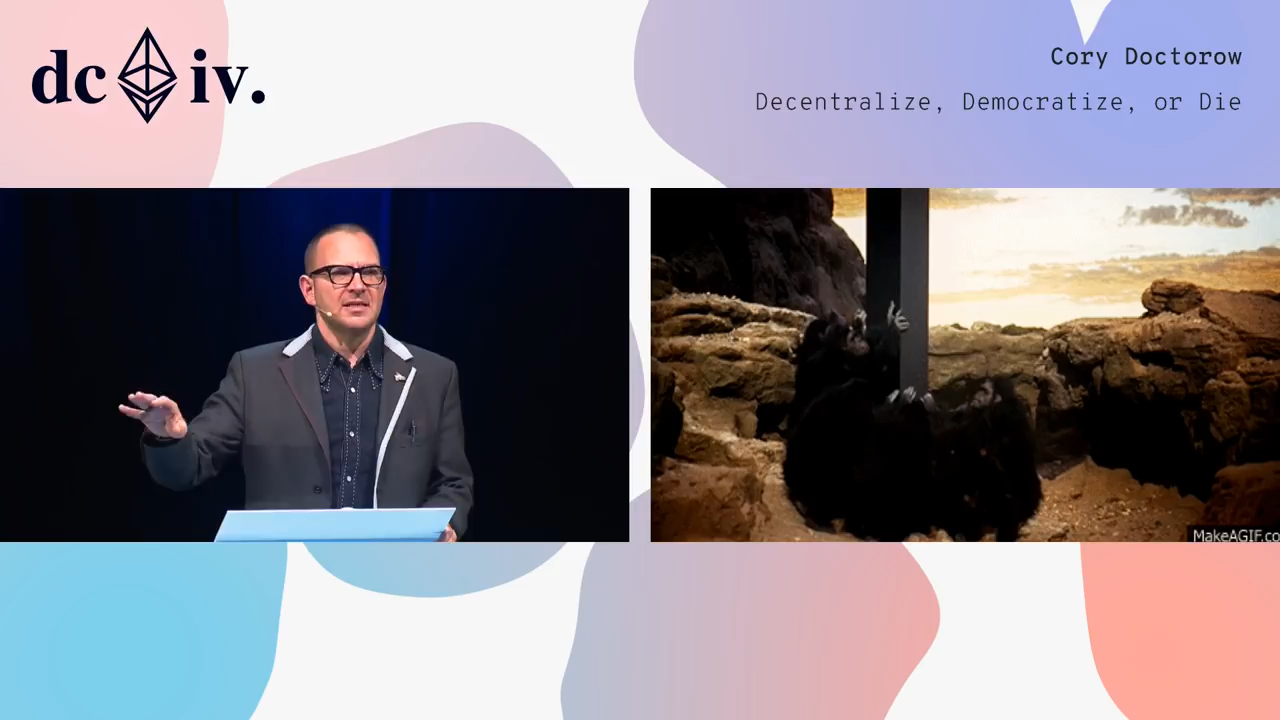 dc iv.
Cory Doctorow
Decentralize, Democratize, or Die
MakeAGIF.co